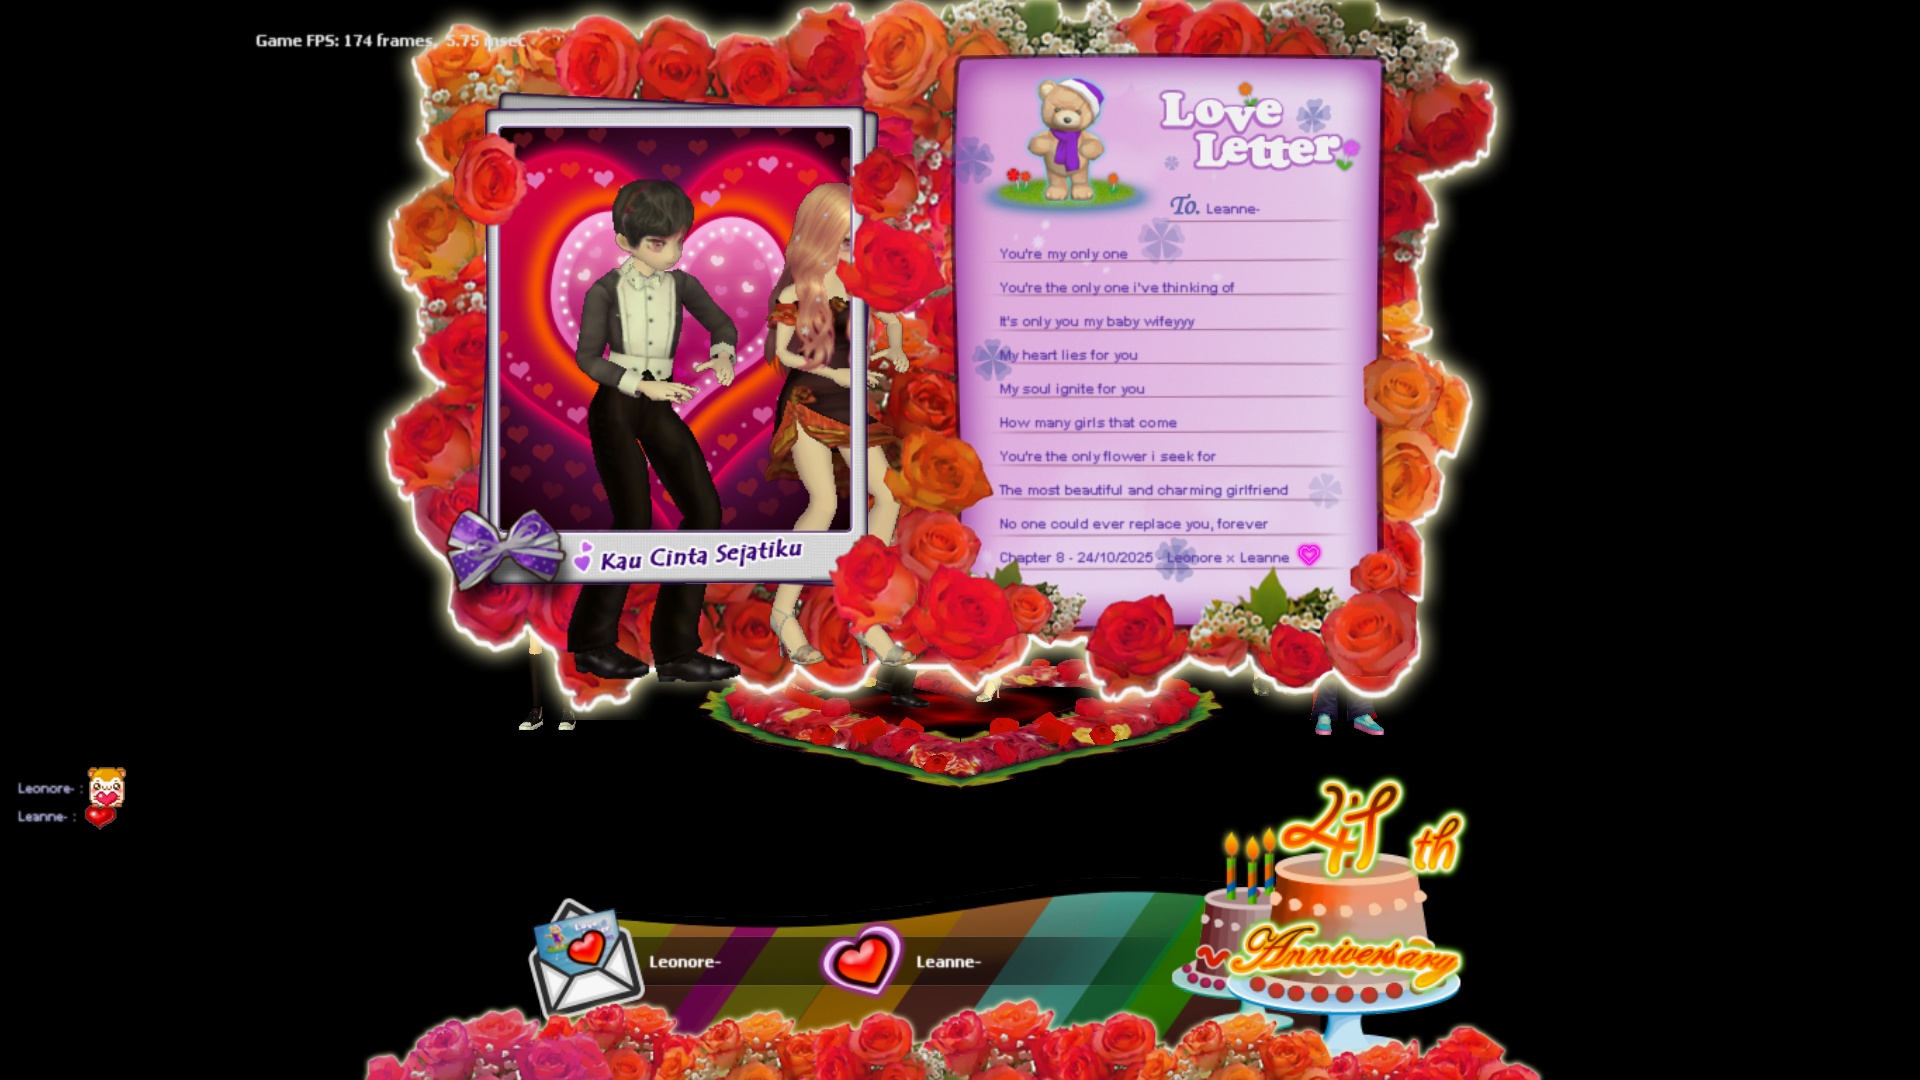 Game FPS: 174 frames, 5.75 msec
Love
Letter
To. Leanne-
You're my only one
You're the only one i've thinking of
It's only you my baby wifeyyy
My heart lies for you
My soul ignite for you
How many girls that come
You're the only flower i seek for
The most beautiful and charming girlfriend
No one could ever replace you, forever
Chapter 8 - 24/10/2025 - Leonore x Leanne
Kau Cinta Sejatiku
Leonore- :
Leanne- :
41th
Anniversary
Leonore-
Leanne-